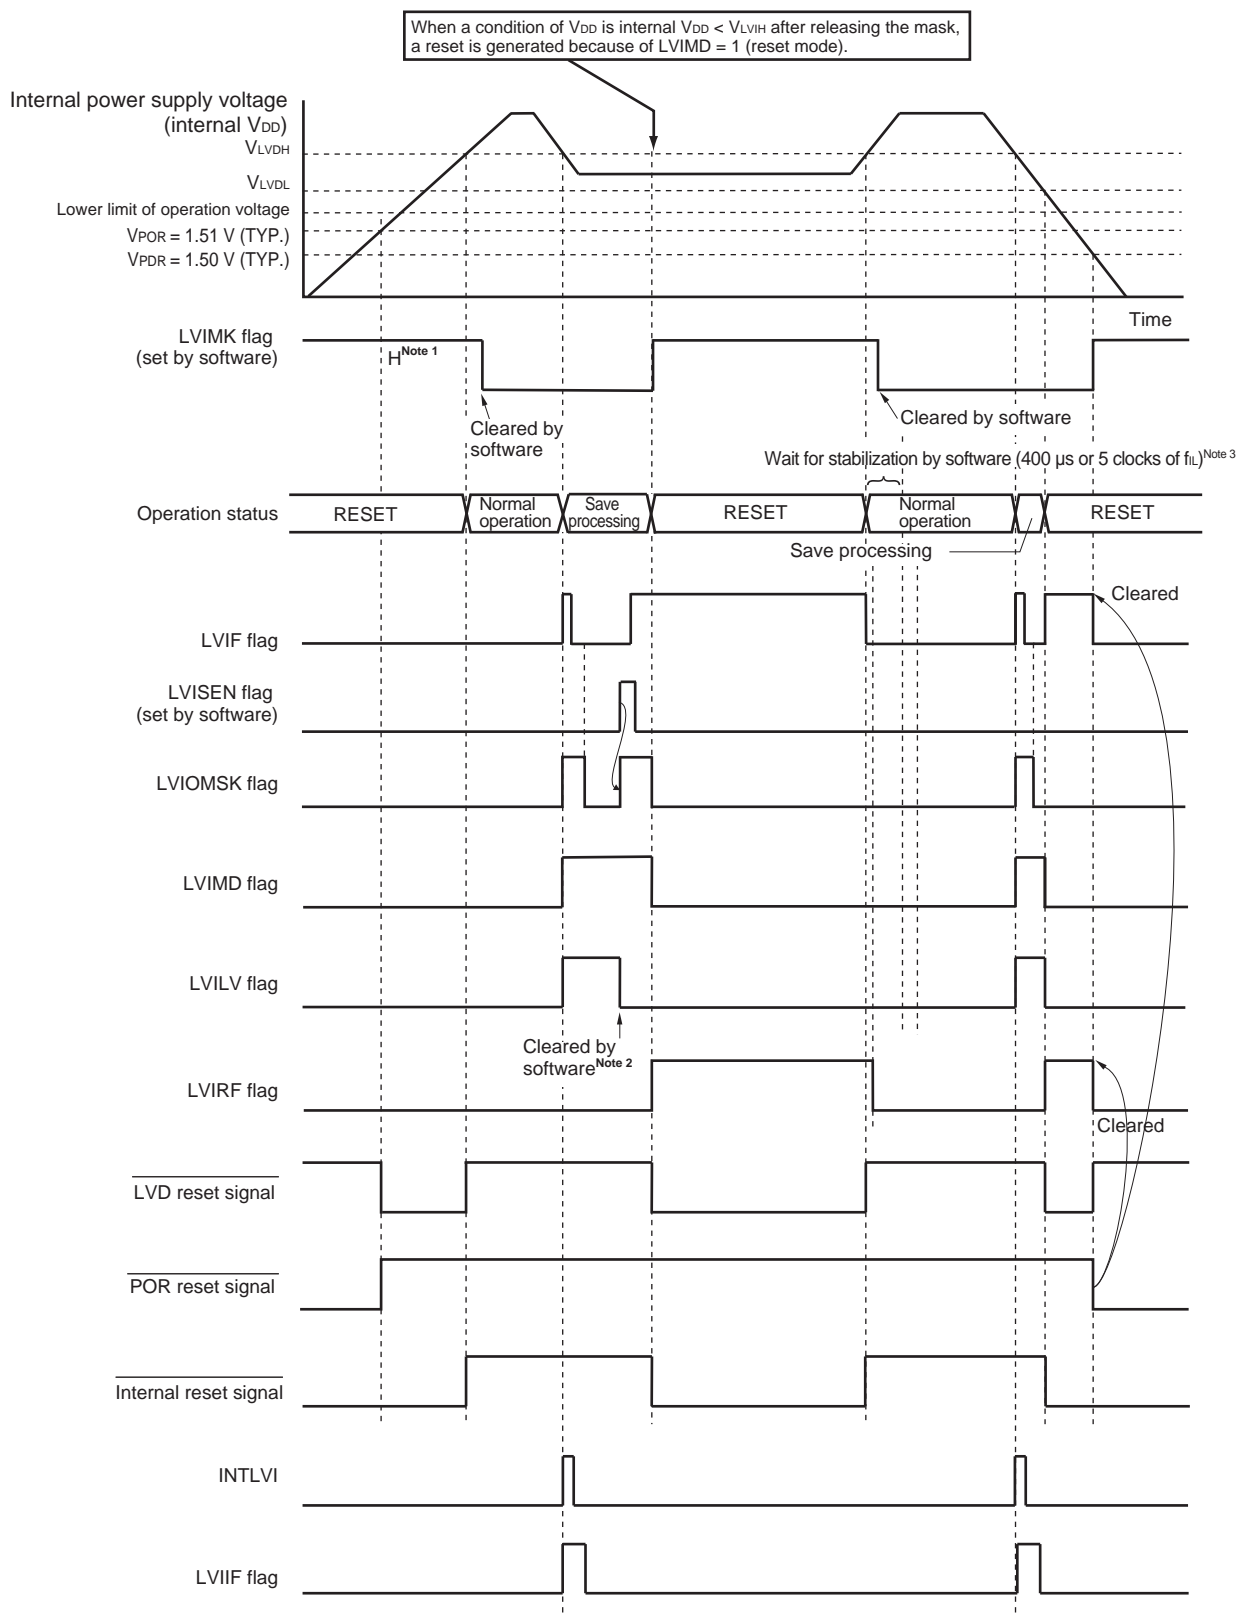 When a condition of VDD is internal VDD < VLVIH after releasing the mask,
a reset is generated because of LVIMD = 1 (reset mode).
Internal power supply voltage
(internal VDD)
VLVDH
VLVDL
Lower limit of operation voltage
VPOR = 1.51 V (TYP.)
VPDR = 1.50 V (TYP.)
Time
LVIMK flag
(set by software)
H Note 1
Cleared by
software
Cleared by software
Wait for stabilization by software (400 µs or 5 clocks of fIL) Note 3
Operation status
RESET
Normal
operation
Save
processing
RESET
Normal
operation
RESET
Save processing
Cleared
LVIF flag
LVISEN flag
(set by software)
LVIOMSK flag
LVIMD flag
LVILV flag
Cleared by
software Note 2
LVIRF flag
Cleared
LVD reset signal
POR reset signal
Internal reset signal
INTLVI
LVIIF flag